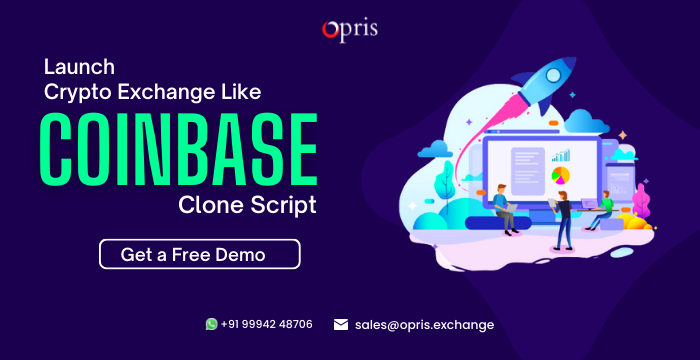 Opris
Launch
Crypto Exchange Like
COINBASE
Clone Script
Get a Free Demo
+91 99942 48706
sales@opris.exchange